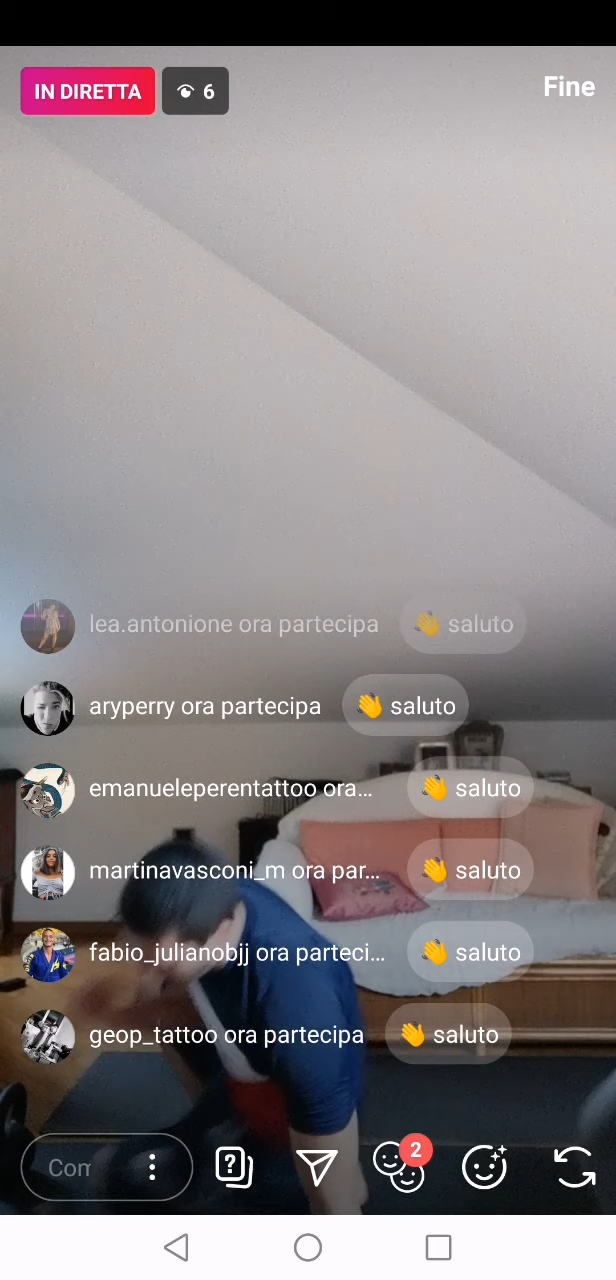 IN DIRETTA 6 Fine
lea.antonione ora partecipa 👋 saluto
aryperry ora partecipa 👋 saluto
emanueleperentattoo ora... 👋 saluto
martinavasconi_m ora par... 👋 saluto
fabio_julianobjj ora parteci... 👋 saluto
geop_tattoo ora partecipa 👋 saluto
Com 2